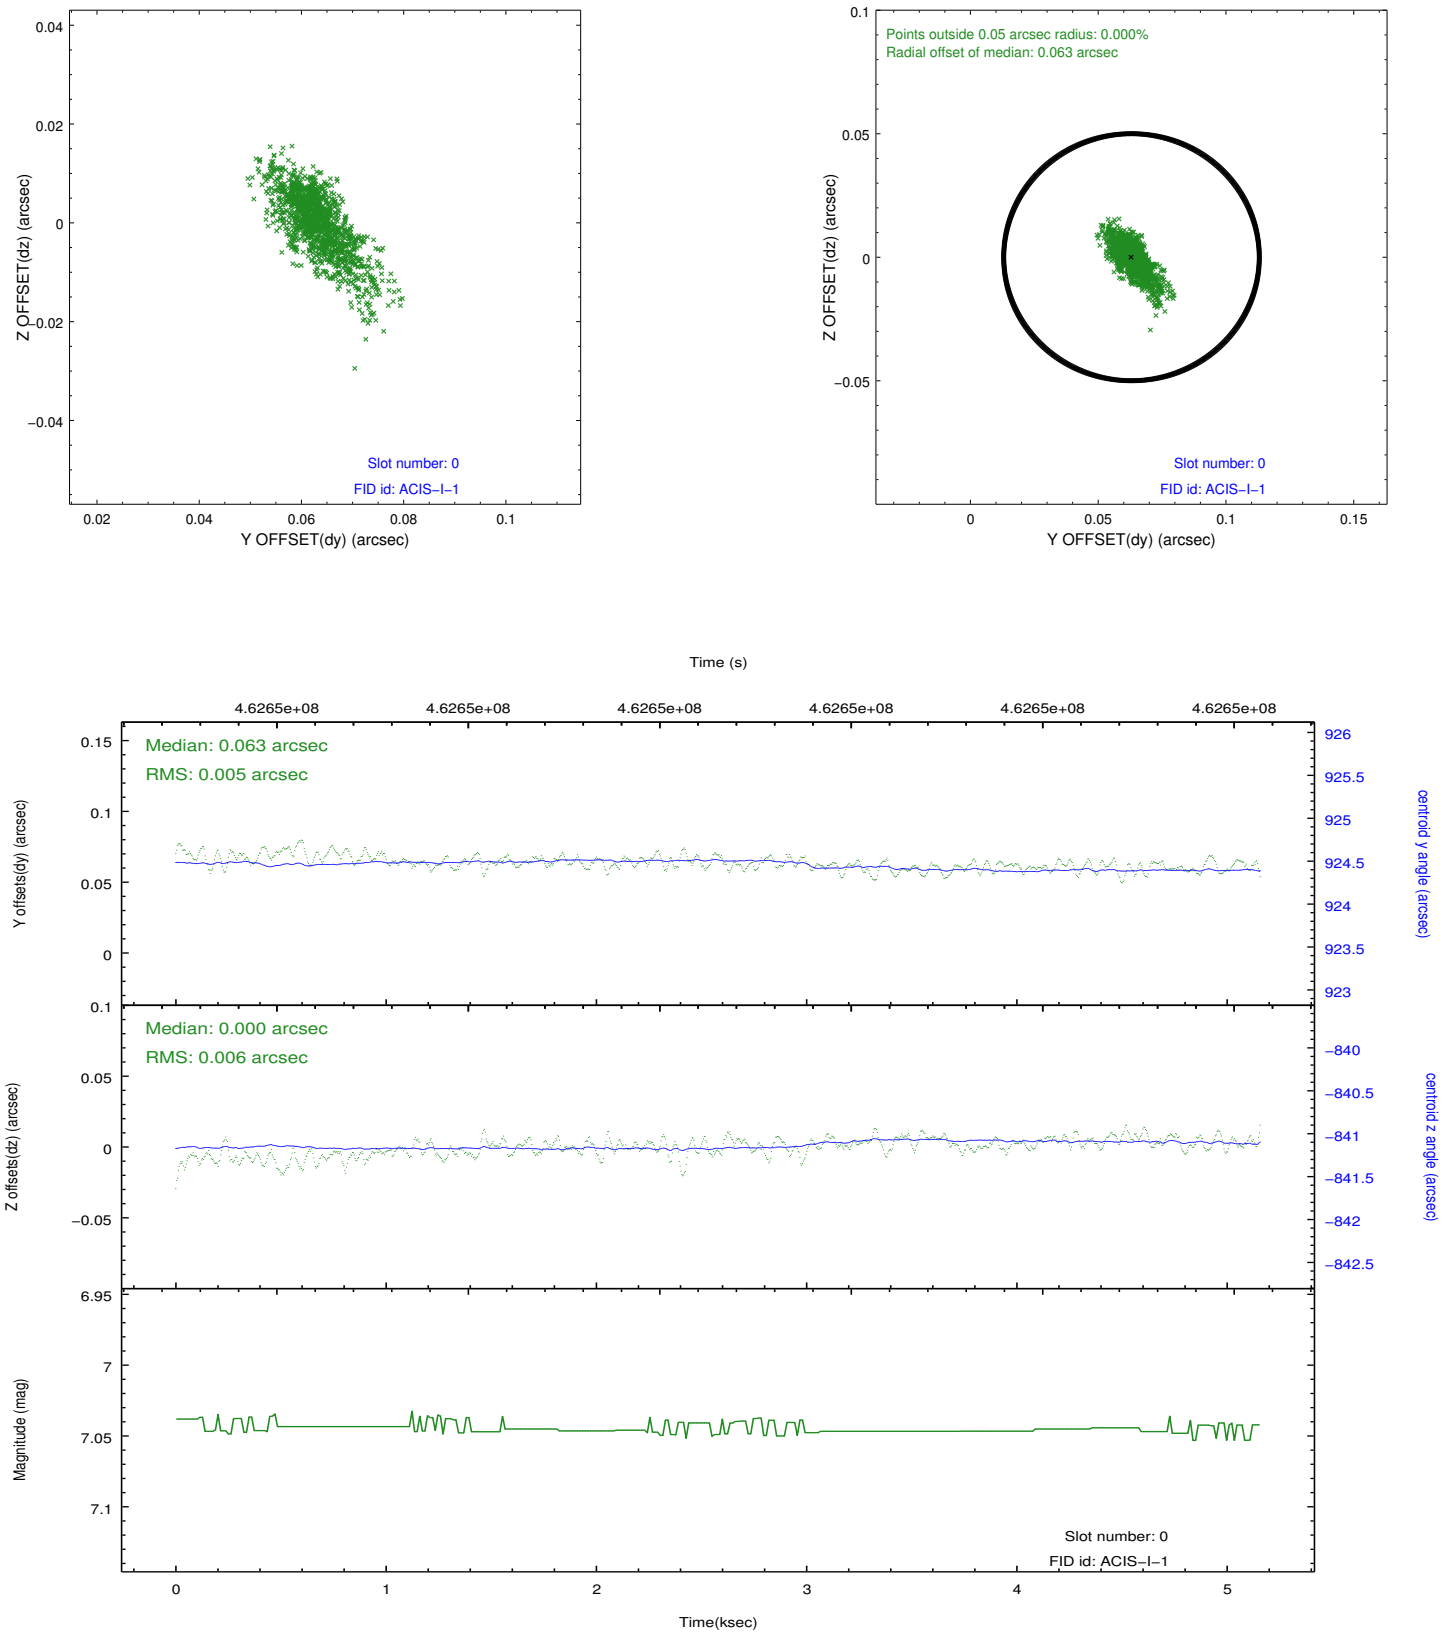 0.04
0.02
0
−0.02
−0.04
Z OFFSET(dz) (arcsec)
Slot number: 0
FID id: ACIS−I−1
0.02
0.04
0.06
0.08
0.1
Y OFFSET(dy) (arcsec)
0.1
0.05
0
−0.05
Z OFFSET(dz) (arcsec)
Points outside 0.05 arcsec radius: 0.000%
Radial offset of median: 0.063 arcsec
Slot number: 0
FID id: ACIS−I−1
0
0.05
0.1
0.15
Y OFFSET(dy) (arcsec)
Time (s)
4.6265e+08
4.6265e+08
4.6265e+08
4.6265e+08
4.6265e+08
4.6265e+08
0.15
0.1
0.05
0
Y offsets(dy) (arcsec)
Median: 0.063 arcsec
RMS: 0.005 arcsec
926
925.5
925
924.5
924
923.5
923
centroid y angle (arcsec)
0.1
0.05
0
−0.05
Z offsets(dz) (arcsec)
Median: 0.000 arcsec
RMS: 0.006 arcsec
−840
−840.5
−841
−841.5
−842
−842.5
centroid z angle (arcsec)
6.95
7
7.05
7.1
Magnitude (mag)
Slot number: 0
FID id: ACIS−I−1
0
1
2
3
4
5
Time(ksec)